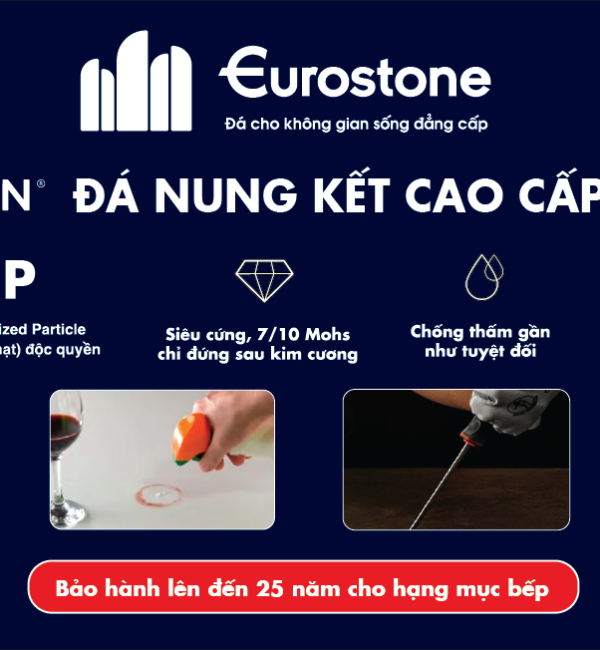 Eurostone
Đá cho không gian sống đẳng cấp
N® ĐÁ NUNG KẾT CAO CẤP
P
ized Particle
hạt) độc quyền
Siêu cứng, 7/10 Mohs
chỉ đứng sau kim cương
Chống thấm gần
như tuyệt đối
Bảo hành lên đến 25 năm cho hạng mục bếp